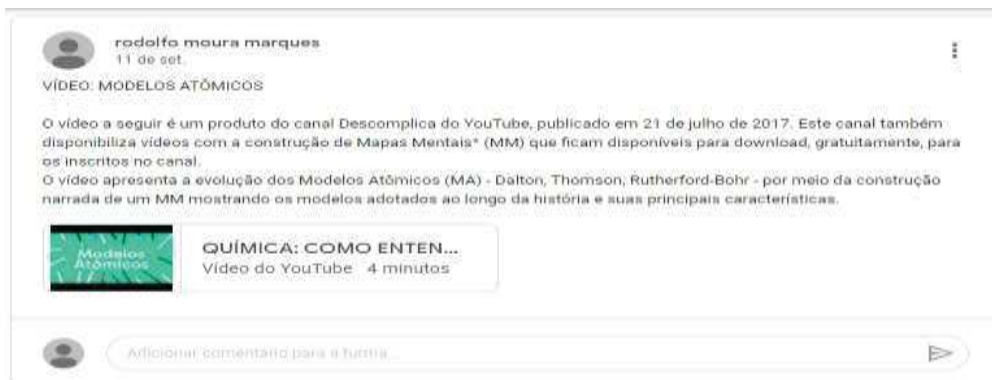 rodolfo moura marques
11 de set.
VÍDEO: MODELOS ATÔMICOS
O vídeo a seguir é um produto do canal Descomplica do YouTube, publicado em 21 de julho de 2017. Este canal também
disponibiliza vídeos com a construção de Mapas Mentais* (MM) que ficam disponíveis para download, gratuitamente, para
os inscritos no canal.
O vídeo apresenta a evolução dos Modelos Atômicos (MA) - Dalton, Thomson, Rutherford-Bohr - por meio da construção
narrada de um MM mostrando os modelos adotados ao longo da história e suas principais características.
Modelos
Atômicos
QUÍMICA: COMO ENTEN...
Vídeo do YouTube 4 minutos
Adicionar comentário para a turma...